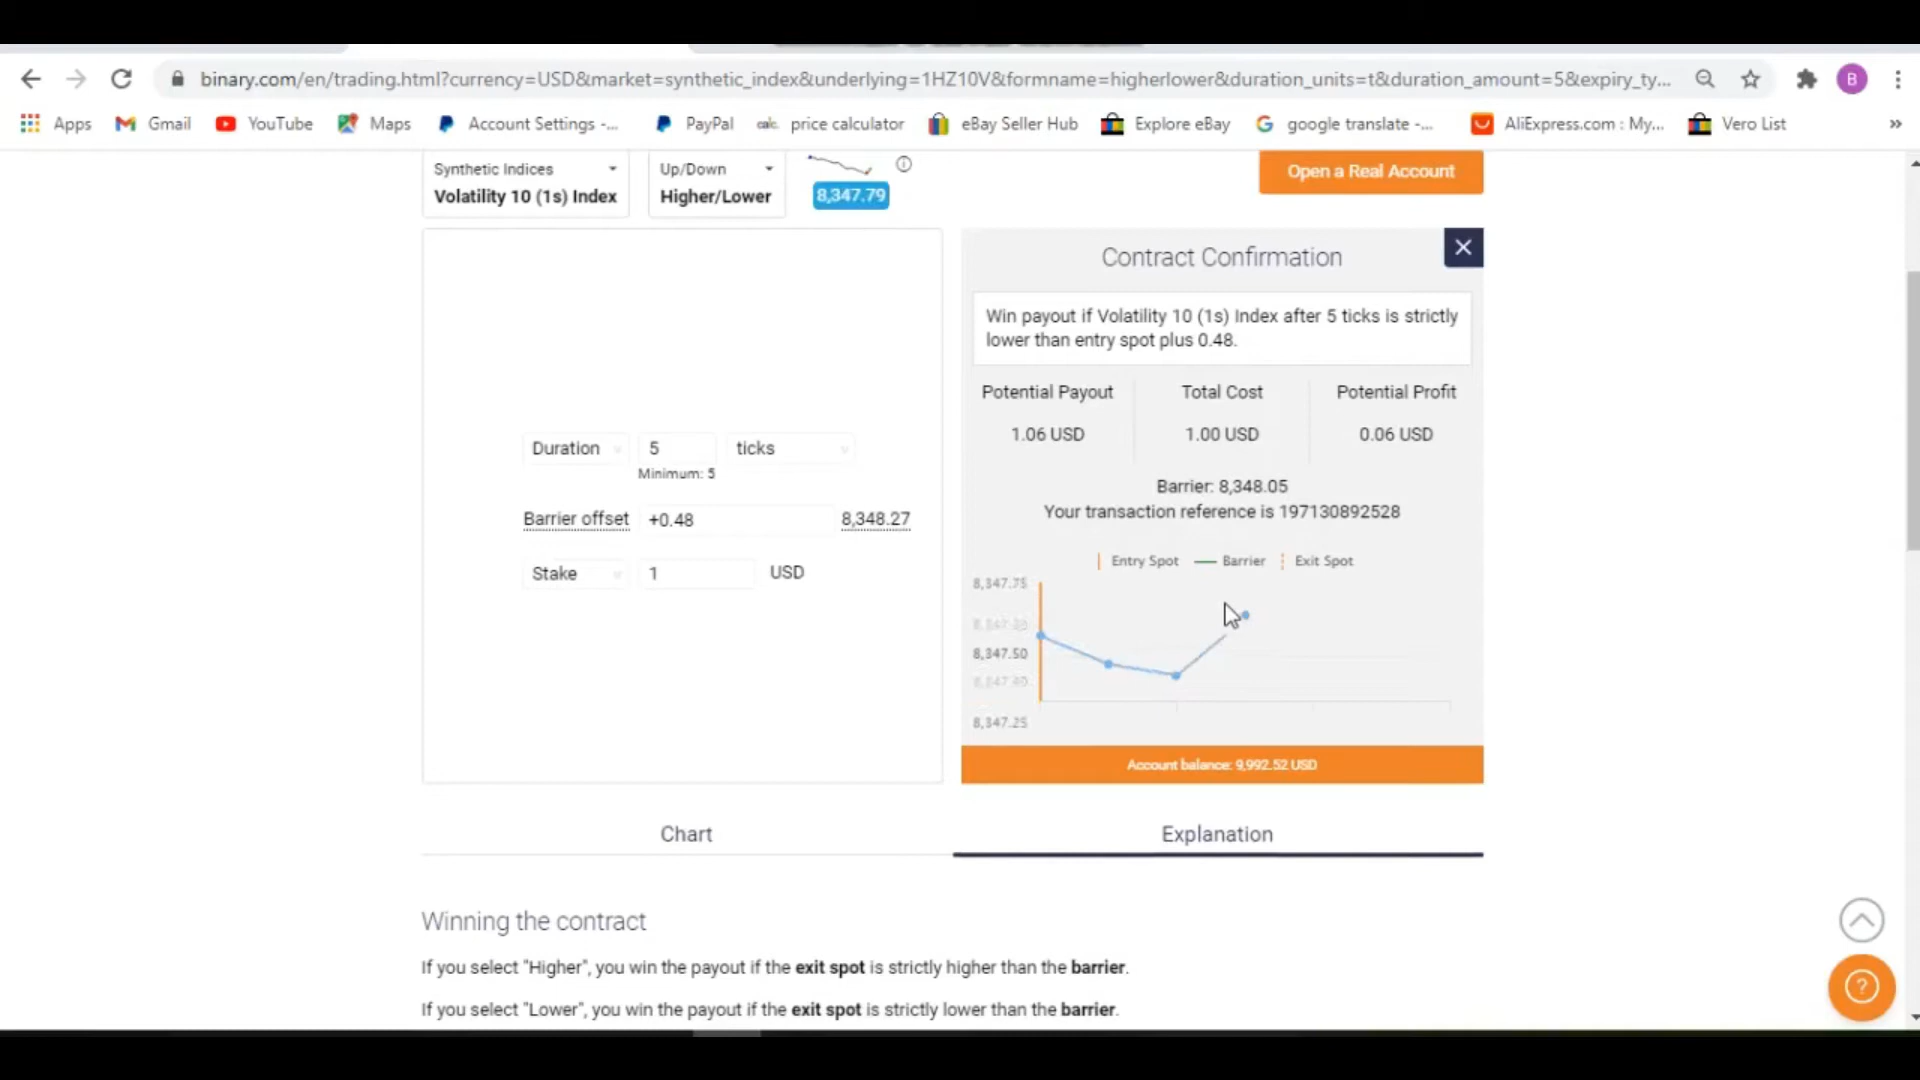 binary.com/en/trading.html?currency=USD&market=synthetic_index&underlying=1HZ10V&formname=higherlower&duration_units=t&duration_amount=5&expiry_ty...
B
Apps Gmail YouTube Maps Account Settings -... PayPal calc price calculator eBay Seller Hub Explore eBay google translate -... AliExpress.com : My... Vero List »
Synthetic Indices
Volatility 10 (1s) Index
Up/Down
Higher/Lower
8,347.79
Open a Real Account
Duration 5 ticks
Minimum: 5
Barrier offset +0.48 8,348.27
Stake 1 USD
Contract Confirmation
Win payout if Volatility 10 (1s) Index after 5 ticks is strictly
lower than entry spot plus 0.48.
Potential Payout Total Cost Potential Profit
1.06 USD 1.00 USD 0.06 USD
Barrier: 8,348.05
Your transaction reference is 197130892528
Entry Spot Barrier Exit Spot
8,347.75
8,347.50
8,347.25
Account balance: 9,992.52 USD
Chart Explanation
Winning the contract
If you select "Higher", you win the payout if the exit spot is strictly higher than the barrier.
If you select "Lower", you win the payout if the exit spot is strictly lower than the barrier.